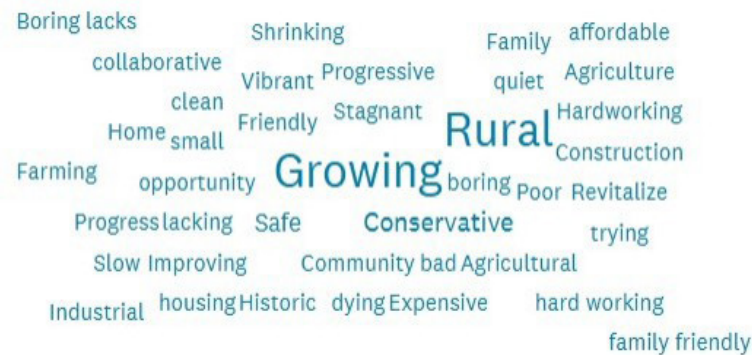 Boring lacks
Shrinking
Family affordable
collaborative
Vibrant Progressive
quiet Agriculture
clean
Friendly Stagnant
Rural Hardworking
Home small
Growing
Construction
Farming
opportunity
boring Poor Revitalize
Progress lacking Safe
Conservative
trying
Slow Improving
Community bad Agricultural
Industrial housing Historic dying Expensive
hard working
family friendly